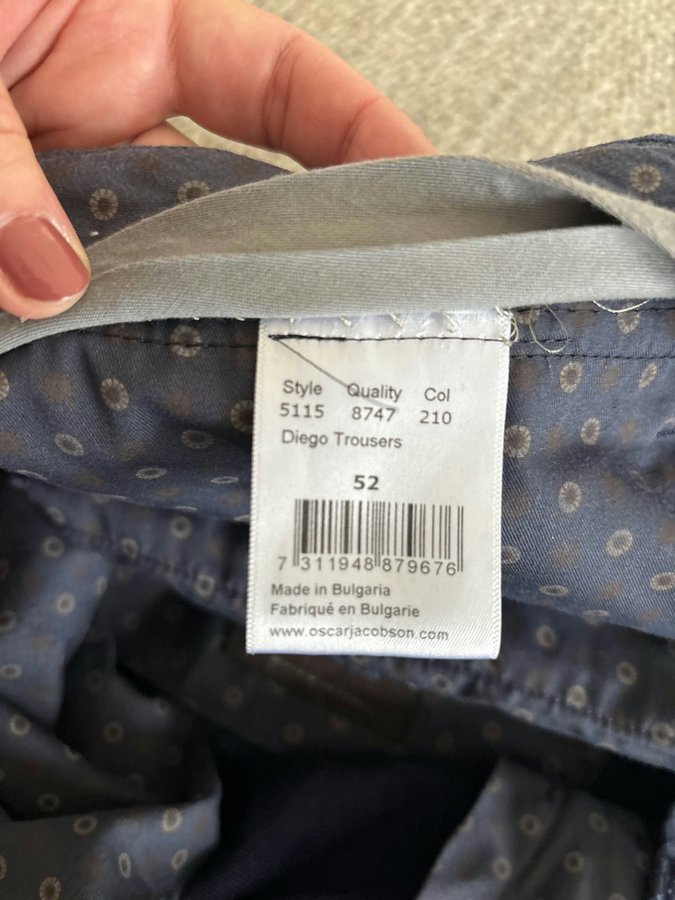 Style Quality Col
5115 8747 210
Diego Trousers
52
7 311948 879676
Made in Bulgaria
Fabriqué en Bulgarie
www.oscarjacobson.com